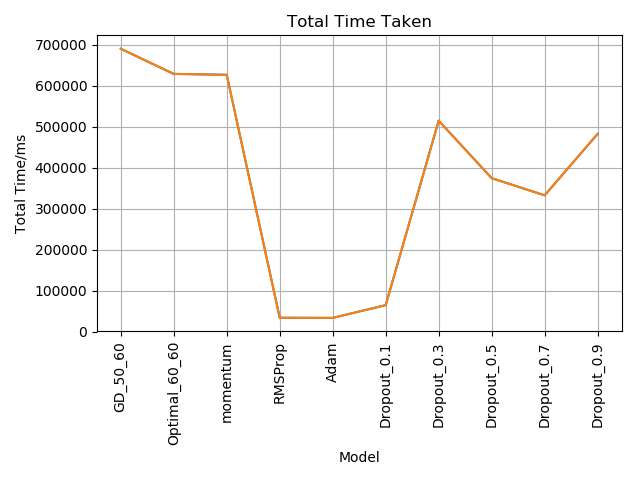 Total Time Taken
Total Time/ms
700000
600000
500000
400000
300000
200000
100000
0
GD_50_60
Optimal_60_60
momentum
RMSProp
Adam
Dropout_0.1
Dropout_0.3
Dropout_0.5
Dropout_0.7
Dropout_0.9
Model